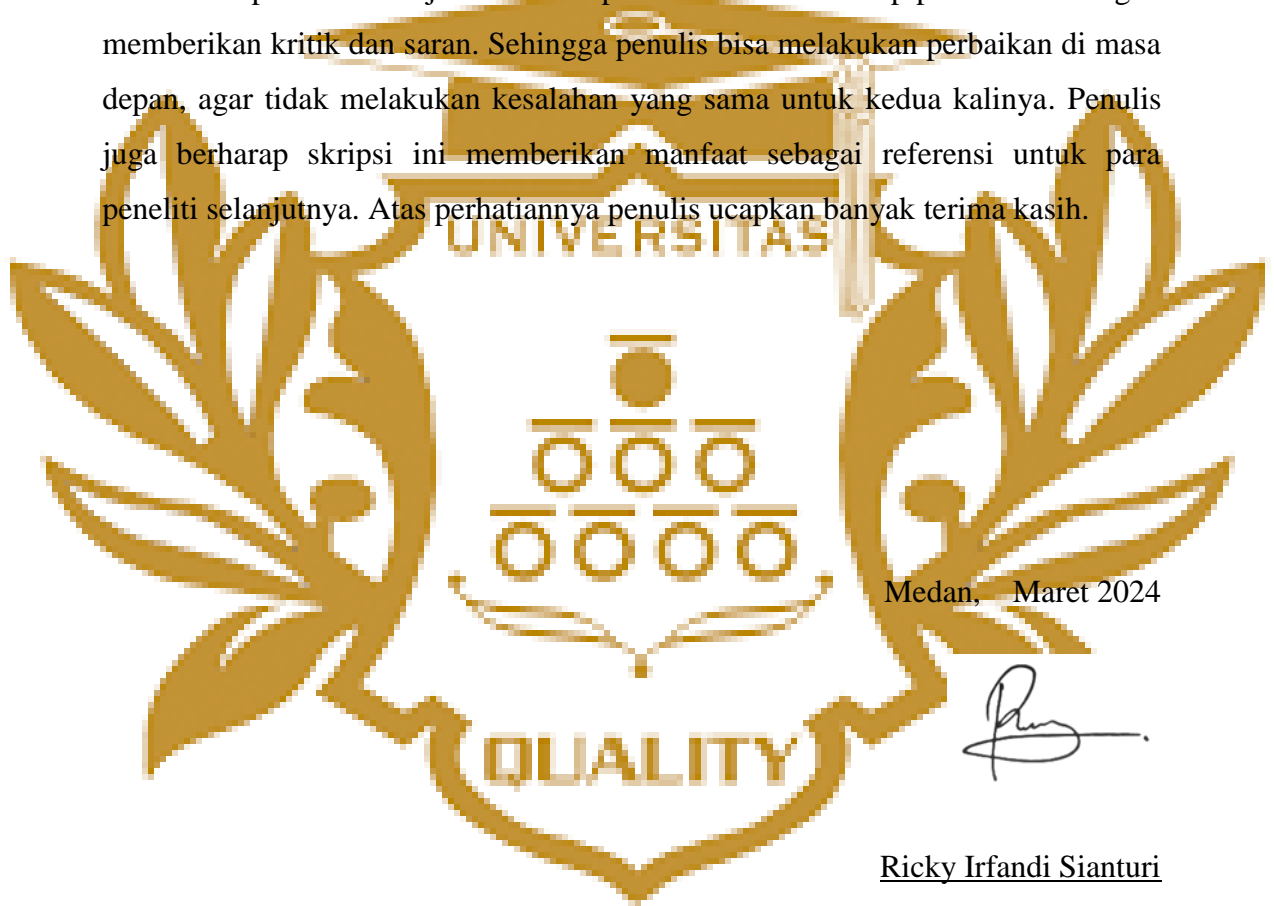 memberikan kritik dan saran. Sehingga penulis bisa melakukan perbaikan di masa
depan, agar tidak melakukan kesalahan yang sama untuk kedua kalinya. Penulis
juga berharap skripsi ini memberikan manfaat sebagai referensi untuk para
peneliti selanjutnya. Atas perhatiannya penulis ucapkan banyak terima kasih.
UNIVERSITAS
Medan, Maret 2024
QUALITY
Ricky Irfandi Sianturi